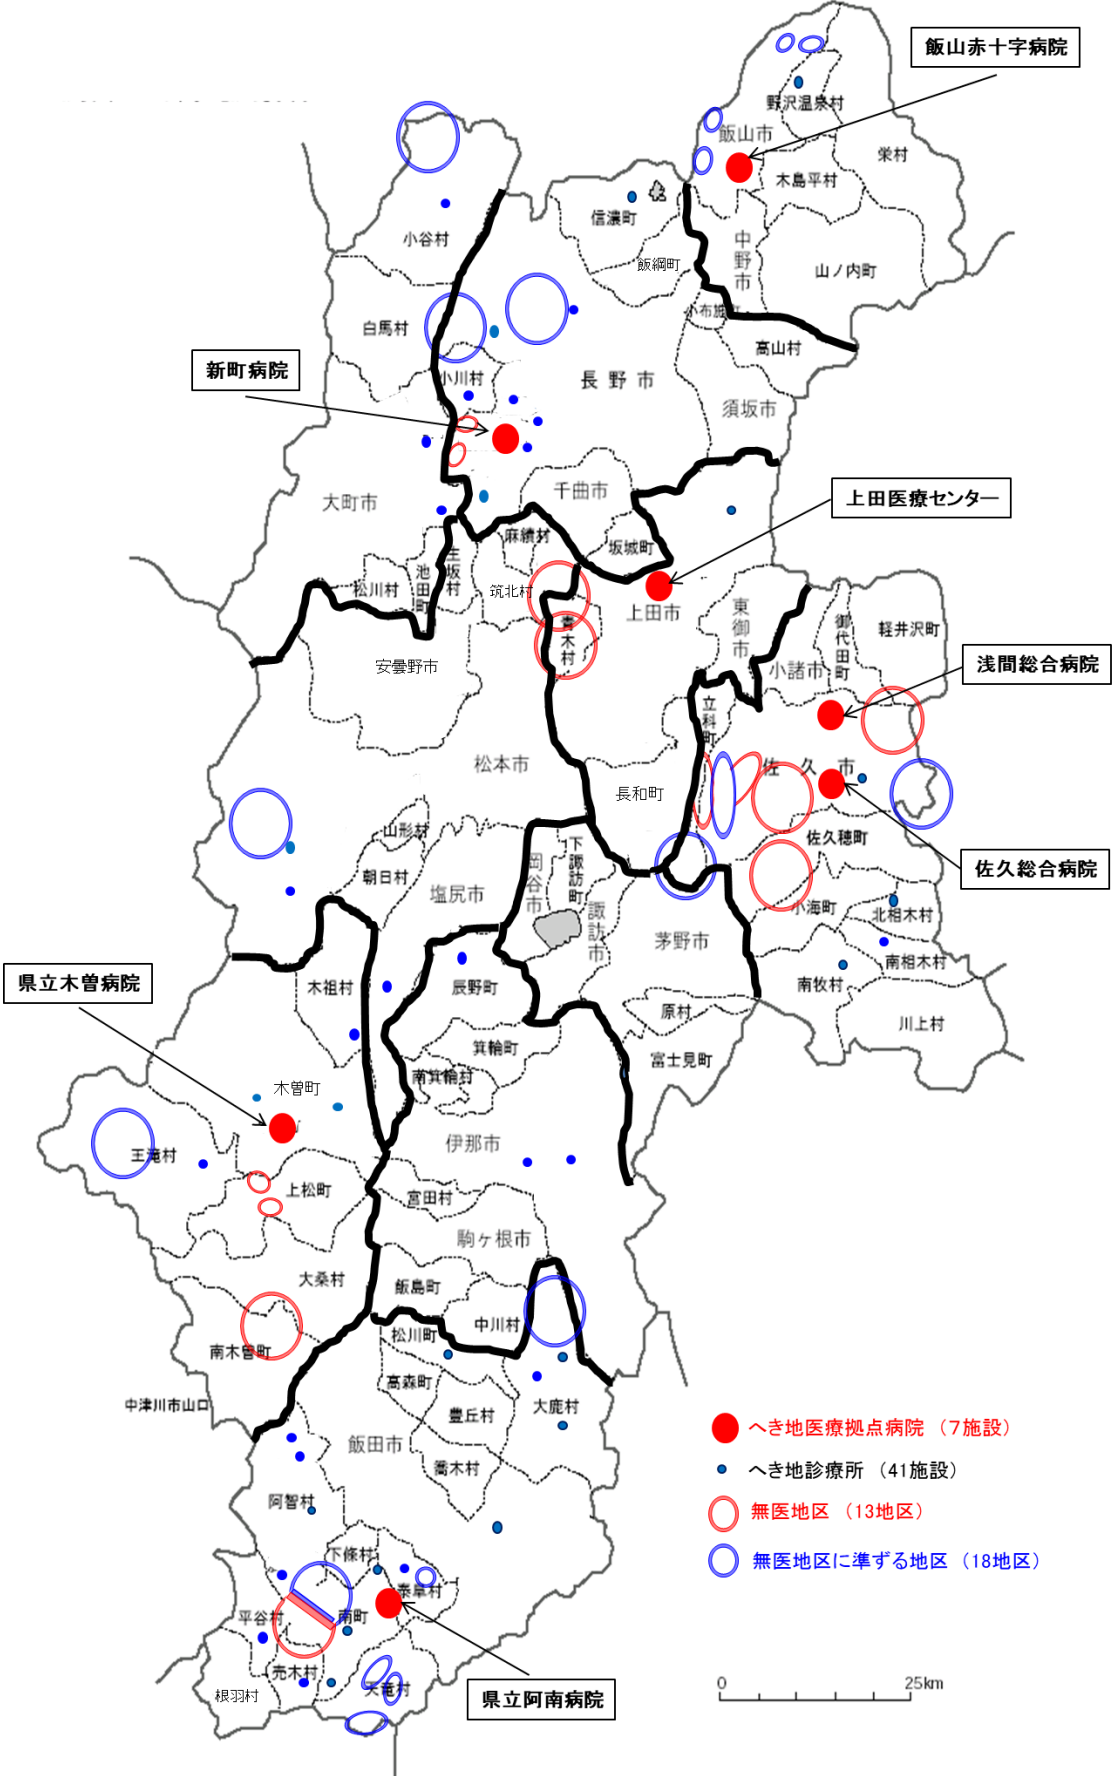 飯山赤十字病院
野沢温泉村
飯山市
栄村
木島平村
信濃町
小谷村
中野市
飯綱町
山ノ内町
白馬村
高山村
新町病院
小川村
長野市
須坂市
千曲市
上田医療センター
大町市
麻績村
坂城町
生坂村
松川村
池田町
筑北村
上田市
東御市
御代田町
軽井沢町
青木村
安曇野市
小諸市
浅間総合病院
立科町
松本市
佐久市
長和町
山形村
佐久穂町
下諏訪町
岡谷市
朝日村
佐久総合病院
塩尻市
小海町
北相木村
諏訪市
茅野市
南相木村
県立木曽病院
木祖村
辰野町
南牧村
原村
川上村
箕輪町
富士見町
南箕輪村
木曽町
伊那市
王滝村
上松町
宮田村
駒ヶ根市
大桑村
飯島町
中川村
松川町
南木曽町
高森町
中津川市山口
大鹿村
豊丘村
へき地医療拠点病院 （7施設）
飯田市
喬木村
へき地診療所 （41施設）
阿智村
無医地区 （13地区）
下條村
無医地区に準ずる地区 （18地区）
泰阜村
平谷村
南町
売木村
天竜村
根羽村
県立阿南病院
0 25km